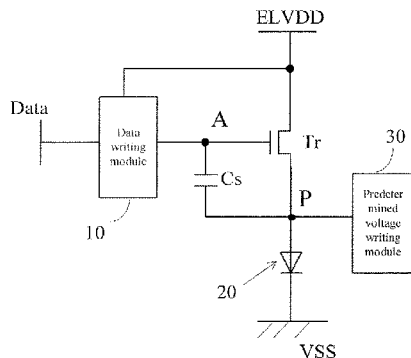 ELVDD
Data
Data
writing
module
10
A
Tr
Cs
P
30
Predeter
mined
voltage
writing
module
20
VSS